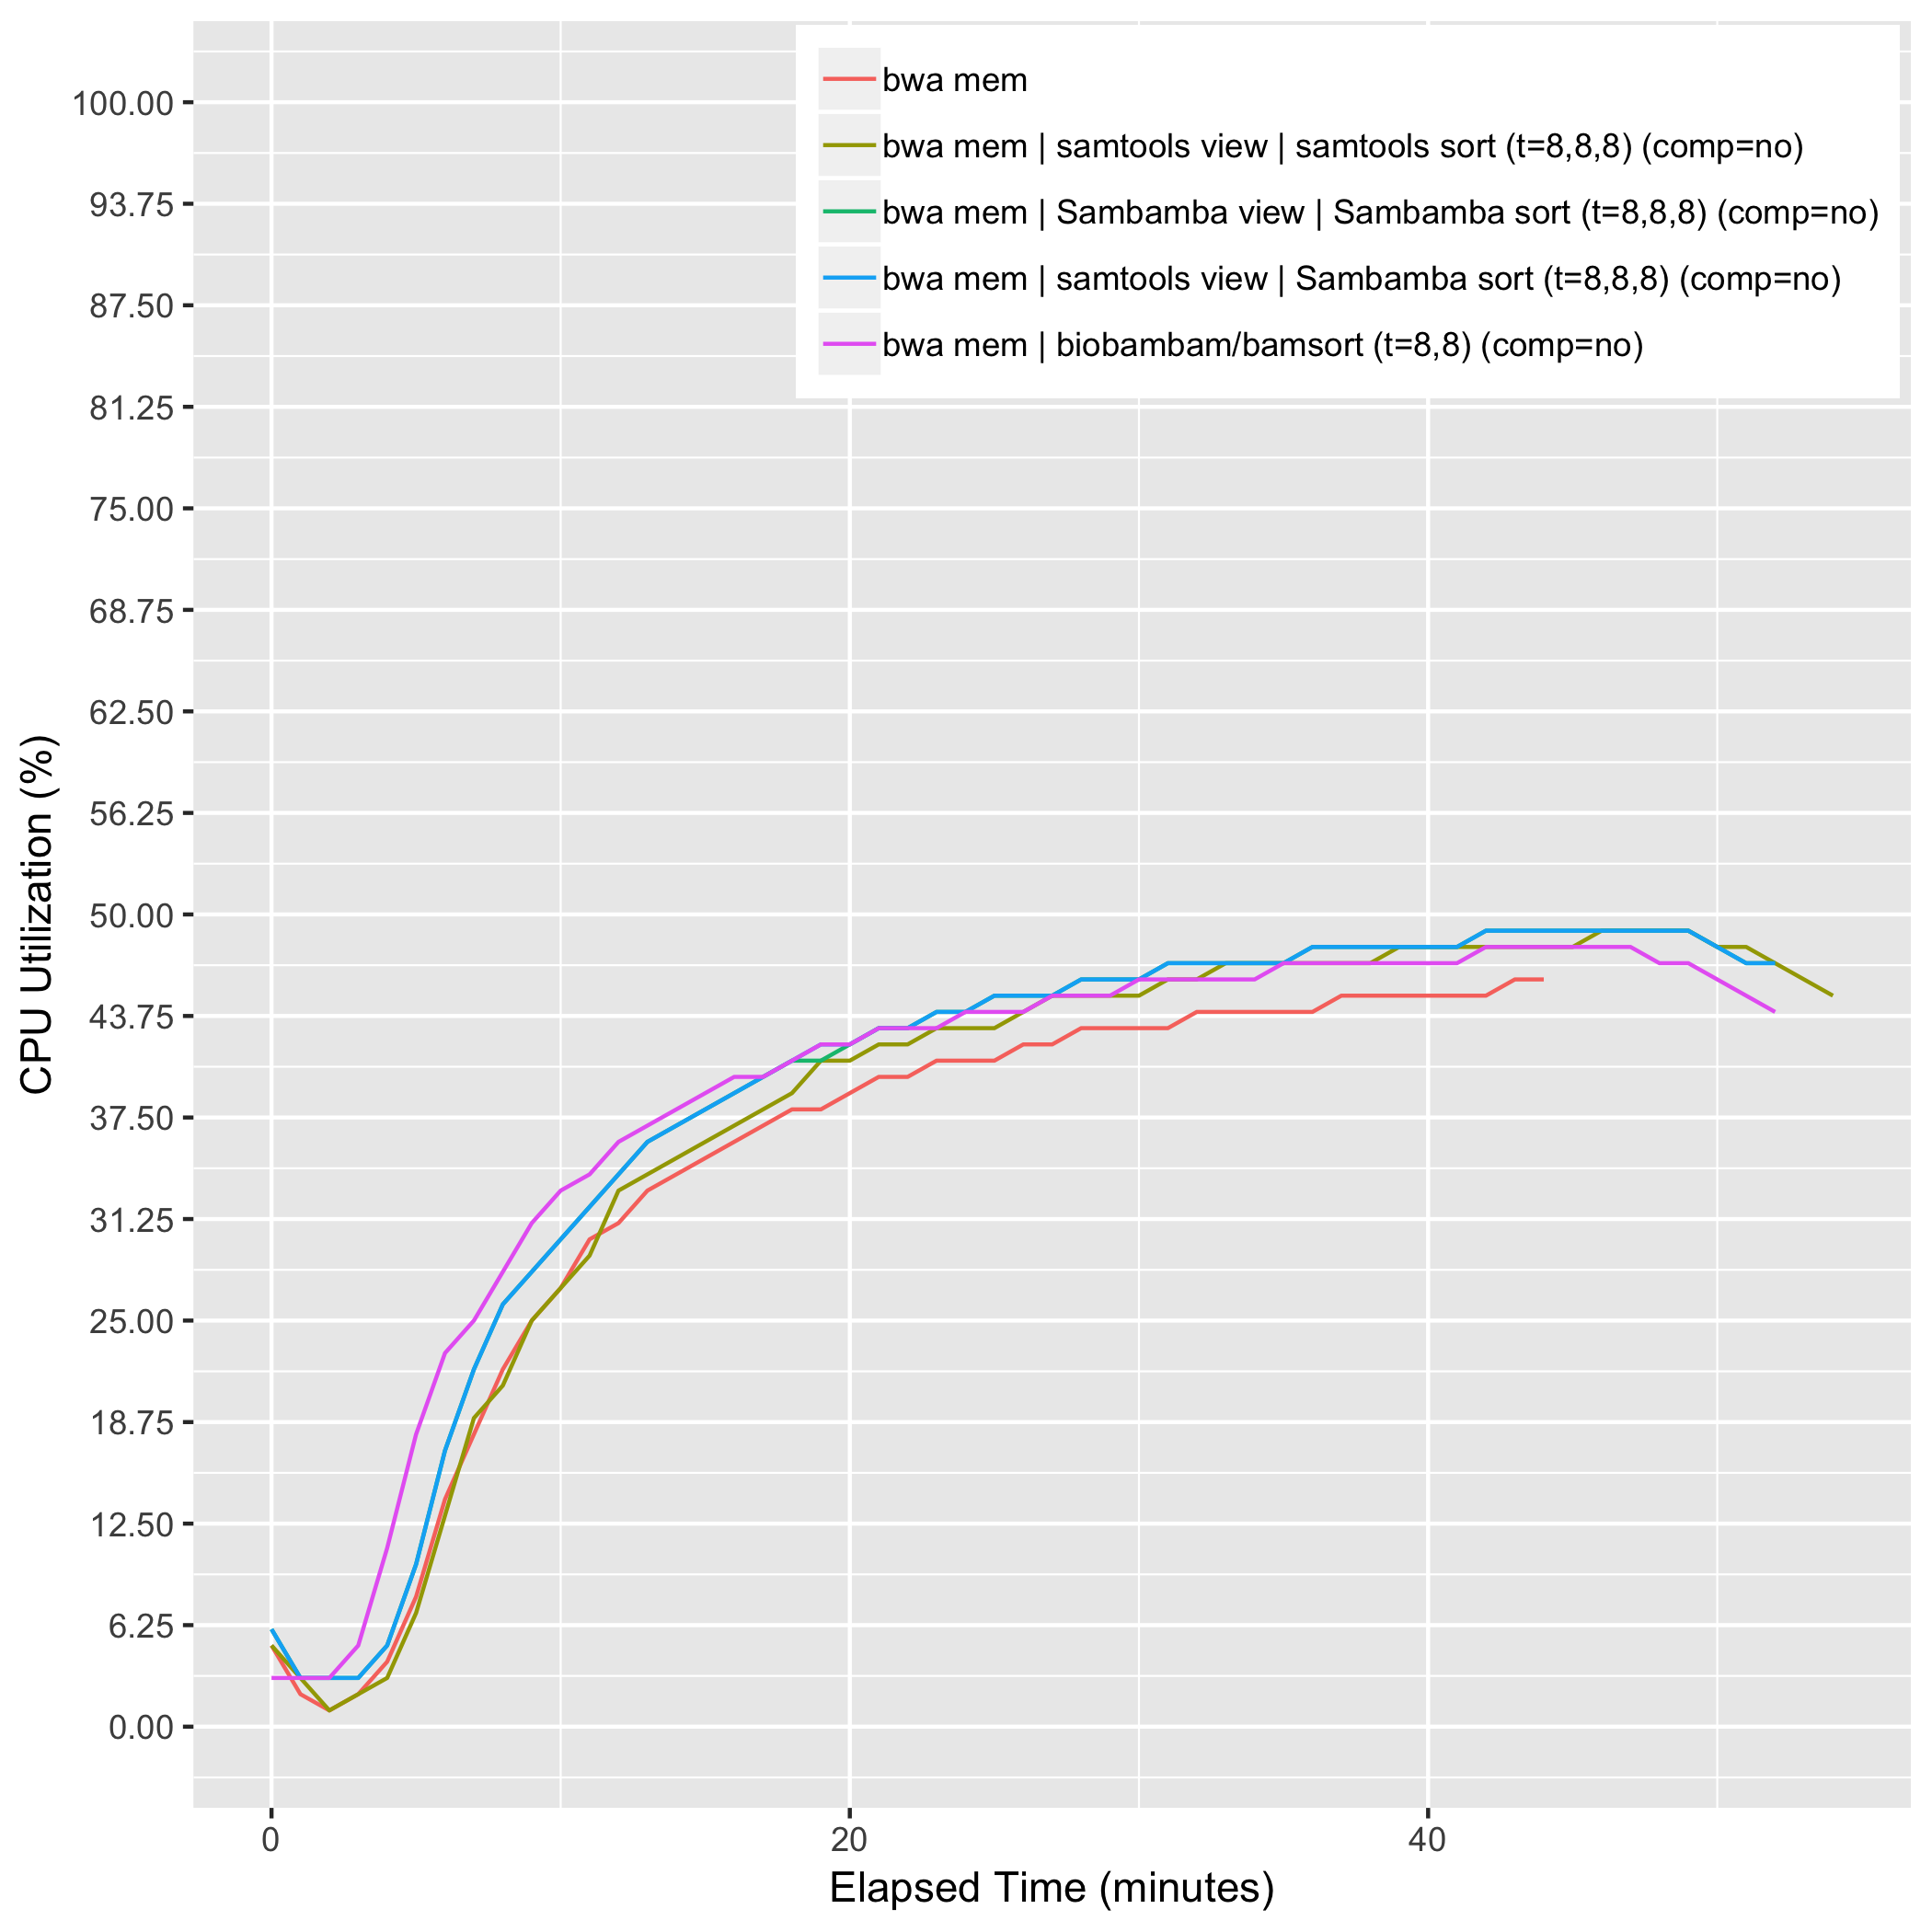 bwa mem
bwa mem | samtools view | samtools sort (t=8,8,8) (comp=no)
bwa mem | Sambamba view | Sambamba sort (t=8,8,8) (comp=no)
bwa mem | samtools view | Sambamba sort (t=8,8,8) (comp=no)
bwa mem | biobambam/bamsort (t=8,8) (comp=no)
CPU Utilization (%)
100.00
93.75
87.50
81.25
75.00
68.75
62.50
56.25
50.00
43.75
37.50
31.25
25.00
18.75
12.50
6.25
0.00
0
20
40
Elapsed Time (minutes)